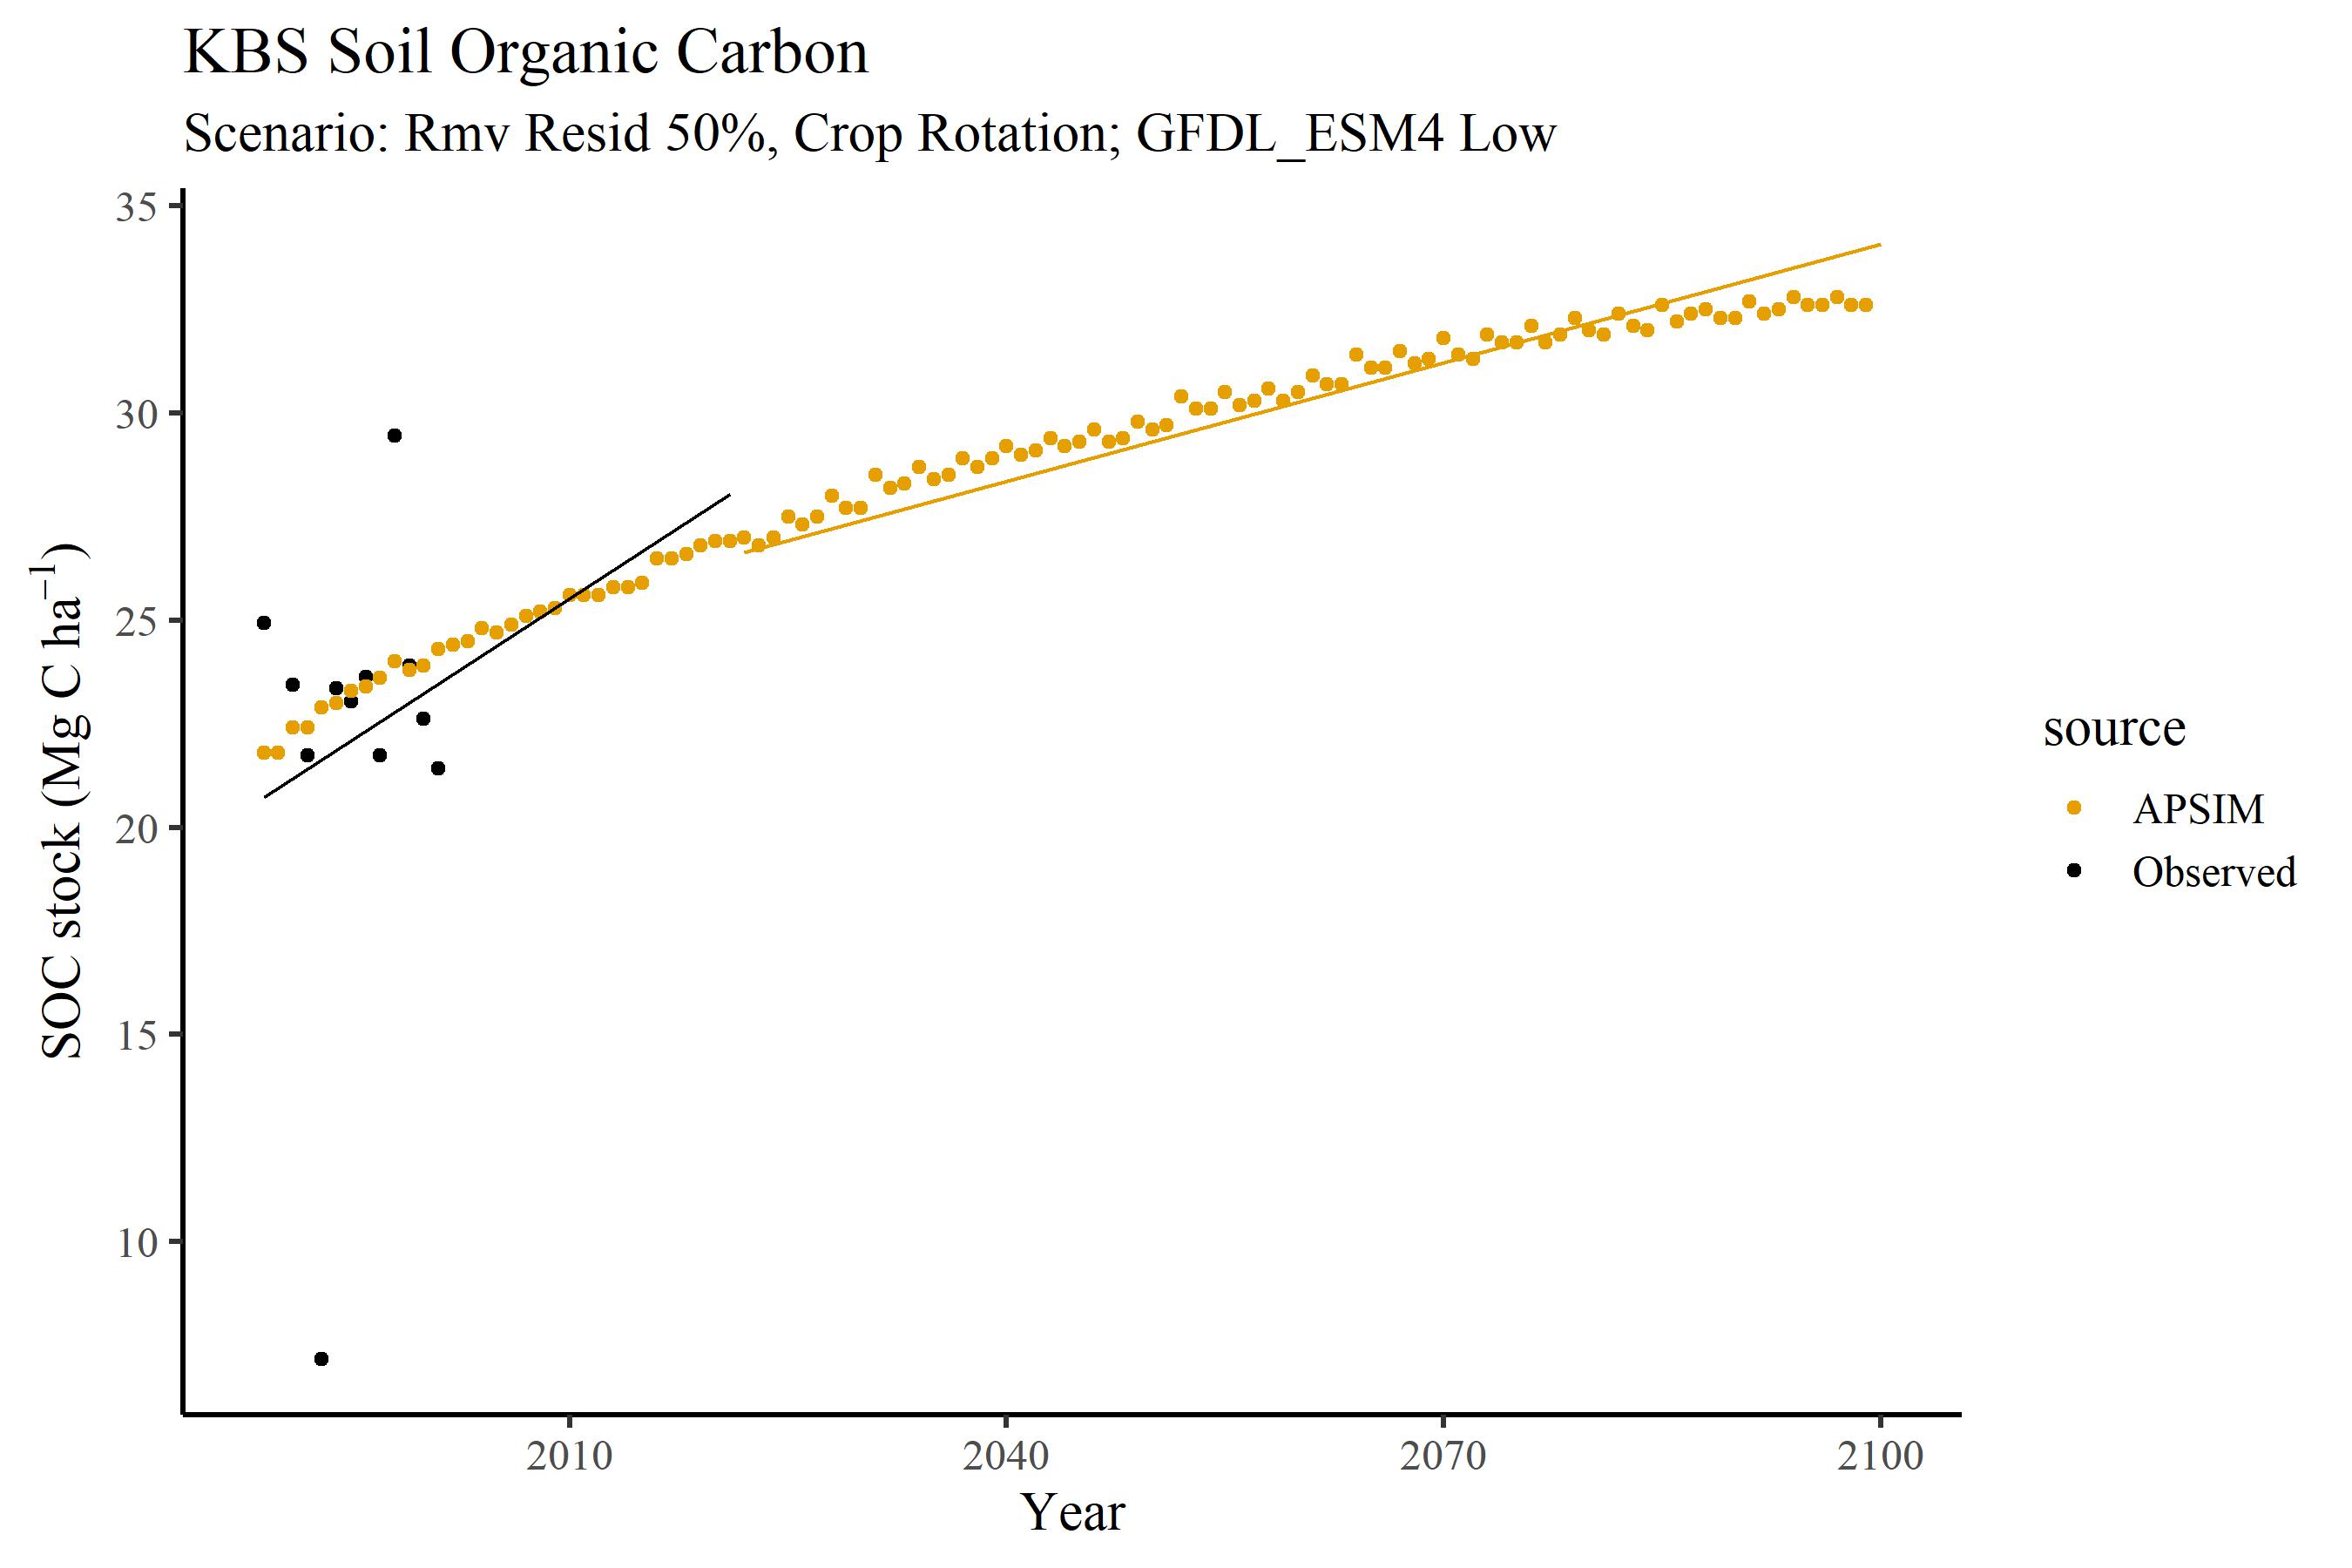 KBS Soil Organic Carbon
Scenario: Rmv Resid 50%, Crop Rotation; GFDL_ESM4 Low
SOC stock (Mg C ha⁻¹)
35
30
25
20
15
10
2010
2040
2070
2100
Year
source
APSIM
Observed